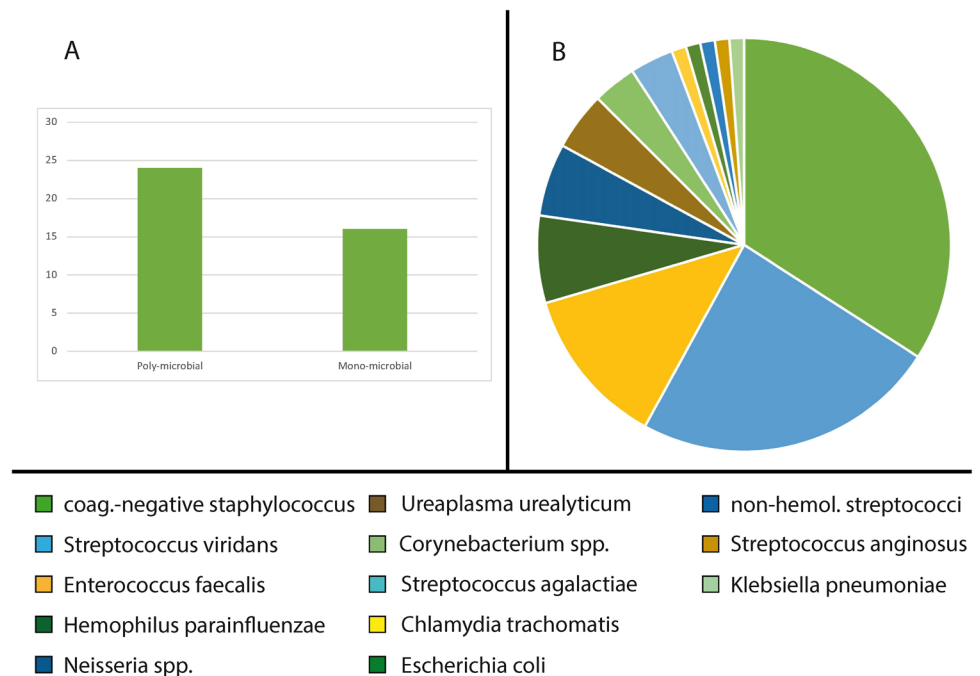 A
B
30
25
20
15
10
5
0
Poly-microbial
Mono-microbial
coag.-negative staphylococcus
Streptococcus viridans
Enterococcus faecalis
Hemophilus parainfluenzae
Neisseria spp.
Ureaplasma urealyticum
Corynebacterium spp.
Streptococcus agalactiae
Chlamydia trachomatis
Escherichia coli
non-hemol. streptococci
Streptococcus anginosus
Klebsiella pneumoniae